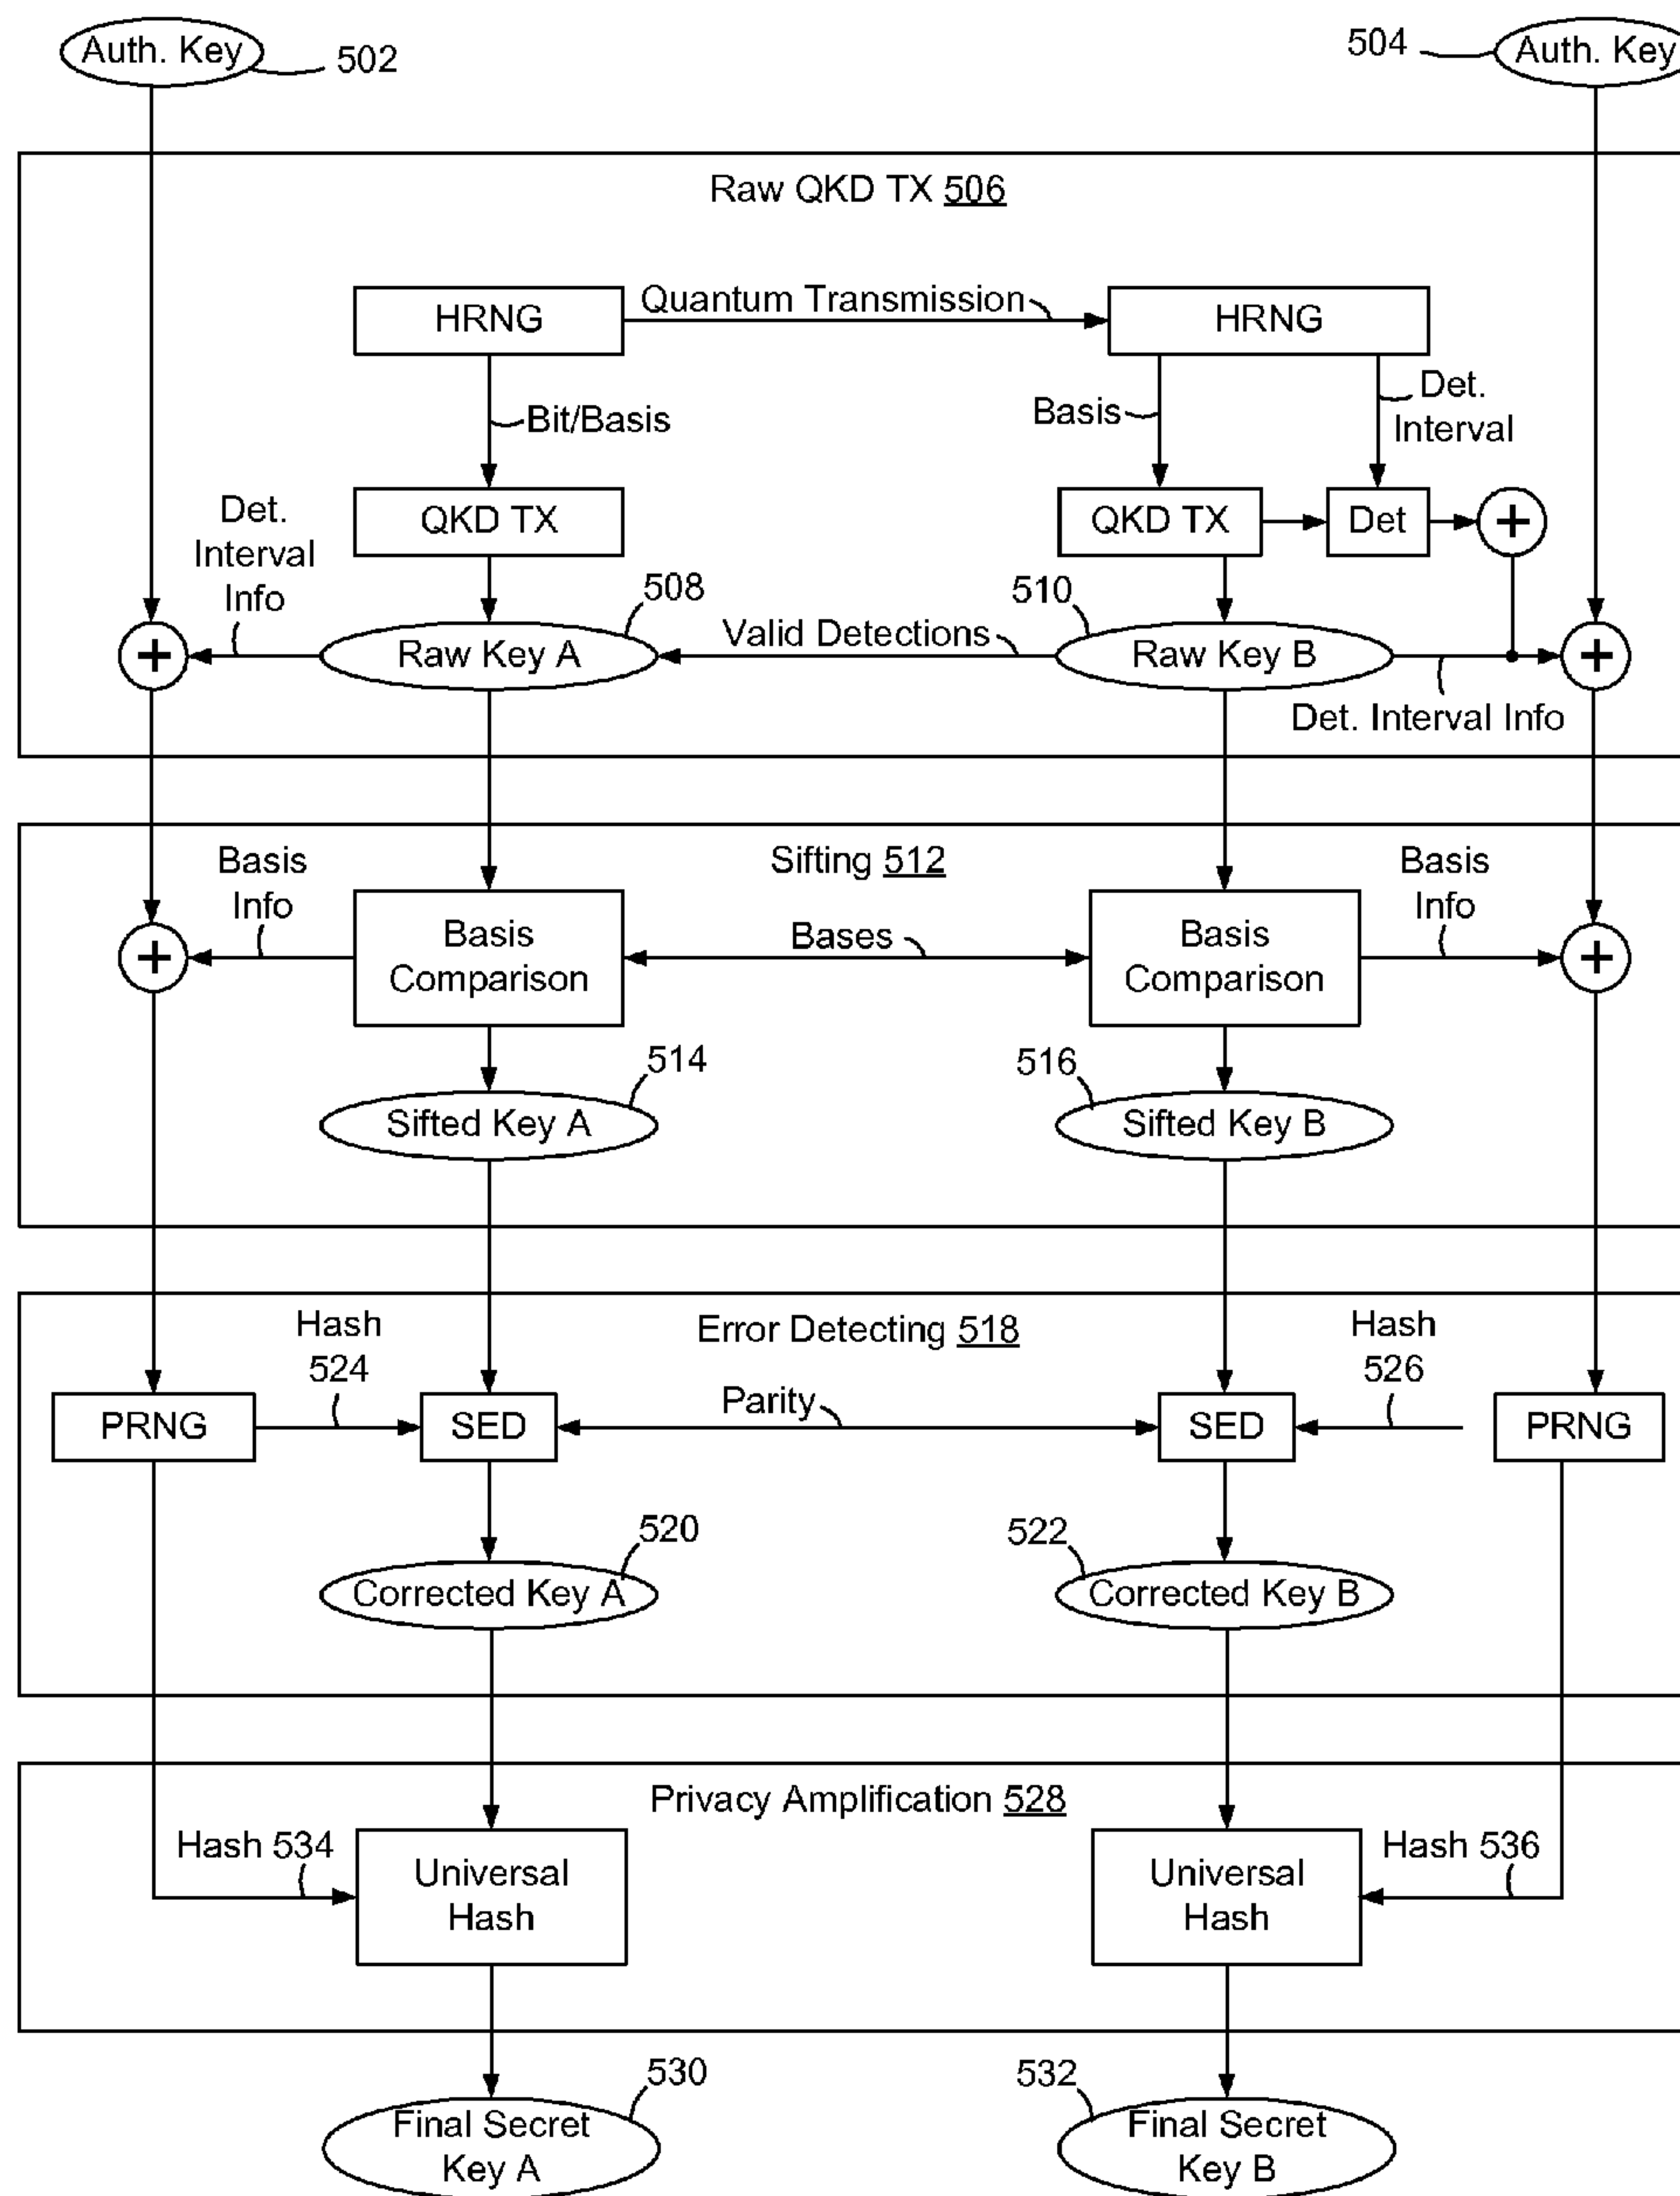 Auth. Key
502
504
Auth. Key
Raw QKD TX 506
HRNG
Quantum Transmission
HRNG
Bit/Basis
Basis
Det.
Interval
QKD TX
QKD TX
Det
+
Det.
Interval
Info
508
510
+
Raw Key A
Valid Detections
Raw Key B
+
Det. Interval Info
Sifting 512
Basis
Info
Basis
Info
+
Basis
Comparison
Bases
Basis
Comparison
+
514
516
Sifted Key A
Sifted Key B
Error Detecting 518
Hash
524
Hash
526
PRNG
SED
Parity
SED
PRNG
520
522
Corrected Key A
Corrected Key B
Privacy Amplification 528
Hash 534
Universal
Hash
Universal
Hash
Hash 536
530
532
Final Secret
Key A
Final Secret
Key B